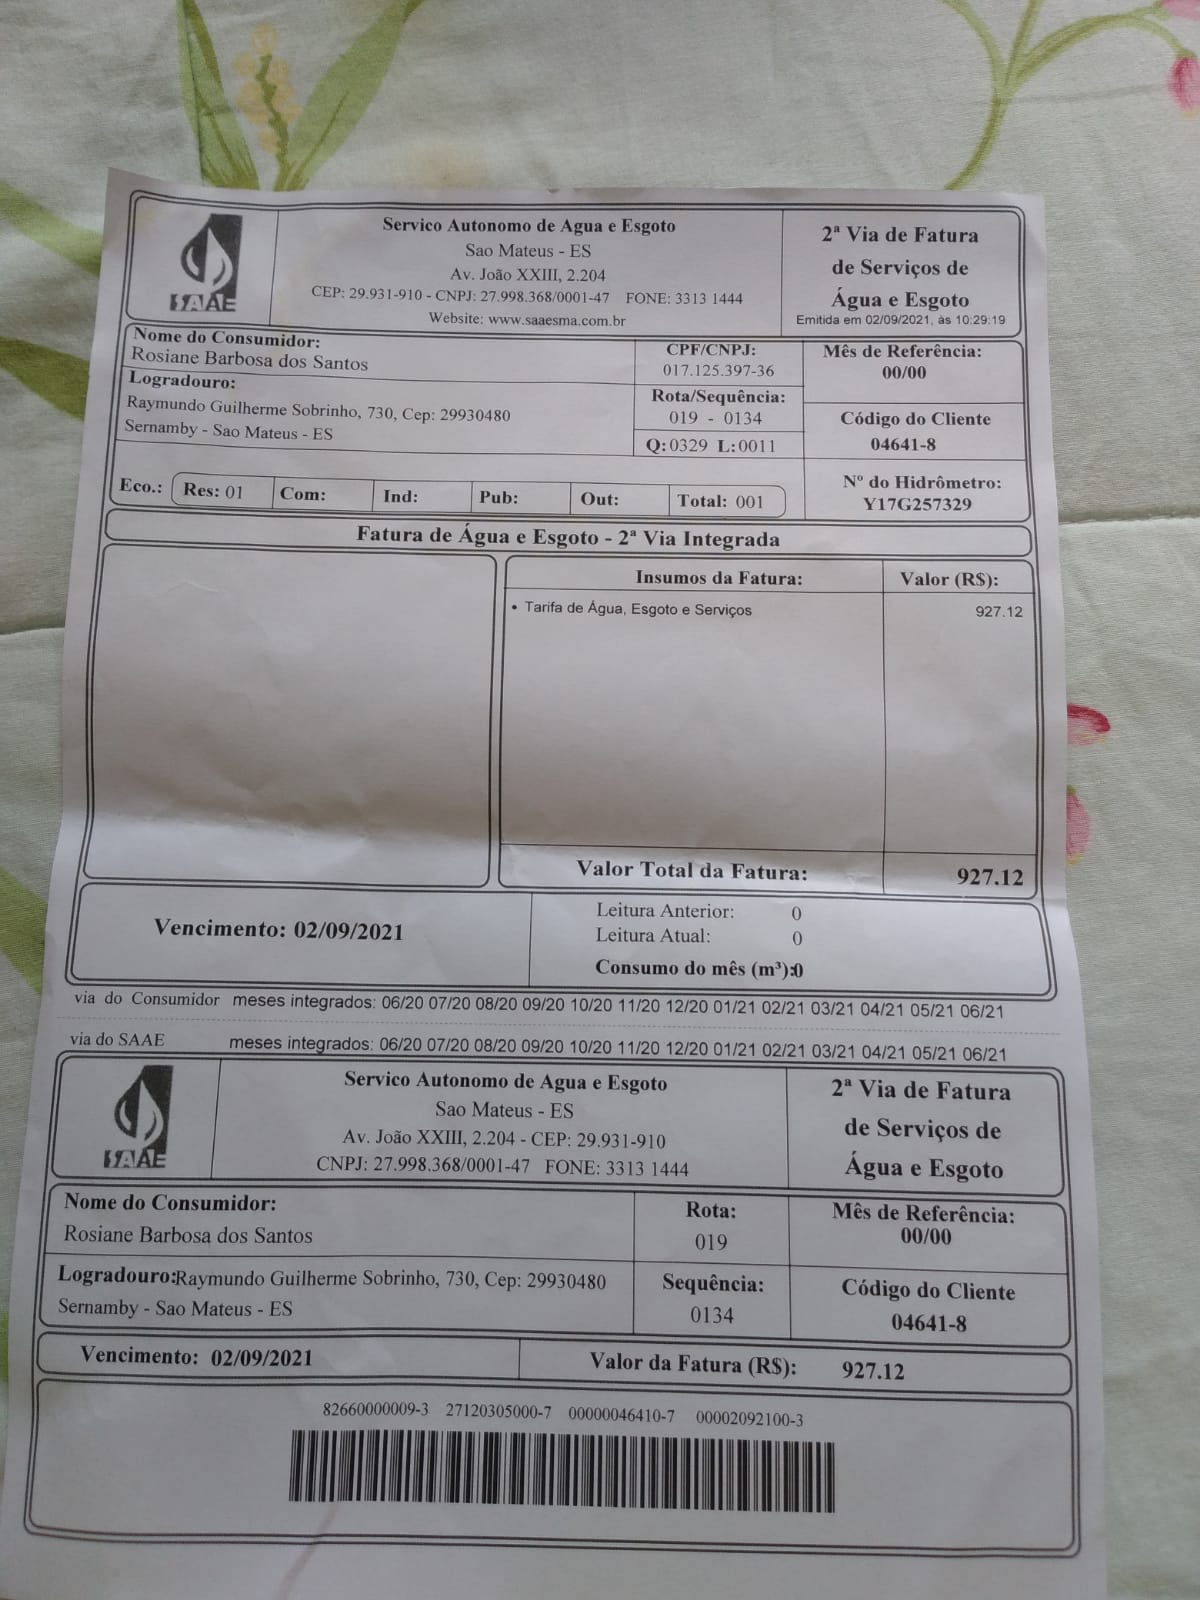 Servico Autonomo de Agua e Esgoto
Sao Mateus - ES
Av. João XXIII, 2.204
CEP: 29.931-910 - CNPJ: 27.998.368/0001-47 FONE: 3313 1444
Website: www.saaesma.com.br
SAAE
2ª Via de Fatura
de Serviços de
Água e Esgoto
Emitida em 02/09/2021, às 10:29:19
Nome do Consumidor:
Rosiane Barbosa dos Santos
CPF/CNPJ:
017.125.397-36
Mês de Referência:
00/00
Logradouro:
Raymundo Guilherme Sobrinho, 730, Cep: 29930480
Sernamby - Sao Mateus - ES
Rota/Sequência:
019 - 0134
Q:0329 L:0011
Código do Cliente
04641-8
Eco.: Res: 01 Com: Ind: Pub: Out: Total: 001
Nº do Hidrômetro:
Y17G257329
Fatura de Água e Esgoto - 2ª Via Integrada
Insumos da Fatura: Valor (R$):
• Tarifa de Água, Esgoto e Serviços 927.12
Valor Total da Fatura: 927.12
Vencimento: 02/09/2021
Leitura Anterior: 0
Leitura Atual: 0
Consumo do mês (m³):0
via do Consumidor meses integrados: 06/20 07/20 08/20 09/20 10/20 11/20 12/20 01/21 02/21 03/21 04/21 05/21 06/21
via do SAAE meses integrados: 06/20 07/20 08/20 09/20 10/20 11/20 12/20 01/21 02/21 03/21 04/21 05/21 06/21
SAAE
Servico Autonomo de Agua e Esgoto
Sao Mateus - ES
Av. João XXIII, 2.204 - CEP: 29.931-910
CNPJ: 27.998.368/0001-47 FONE: 3313 1444
2ª Via de Fatura
de Serviços de
Água e Esgoto
Nome do Consumidor:
Rosiane Barbosa dos Santos
Rota:
019
Mês de Referência:
00/00
Logradouro:Raymundo Guilherme Sobrinho, 730, Cep: 29930480
Sernamby - Sao Mateus - ES
Sequência:
0134
Código do Cliente
04641-8
Vencimento: 02/09/2021
Valor da Fatura (R$): 927.12
82660000009-3 27120305000-7 00000046410-7 00002092100-3